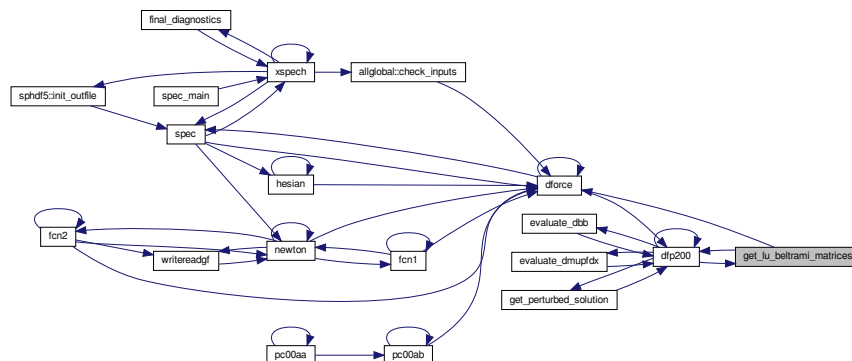 final_diagnostics
xspech
allglobal::check_inputs
sphdf5::init_outfile
spec_main
spec
hesian
dforce
evaluate_dbb
fcn2
newton
fcn1
writereadgf
evaluate_dmupfdx
dfp200
get_lu_beltrami_matrices
get_perturbed_solution
pc00aa
pc00ab